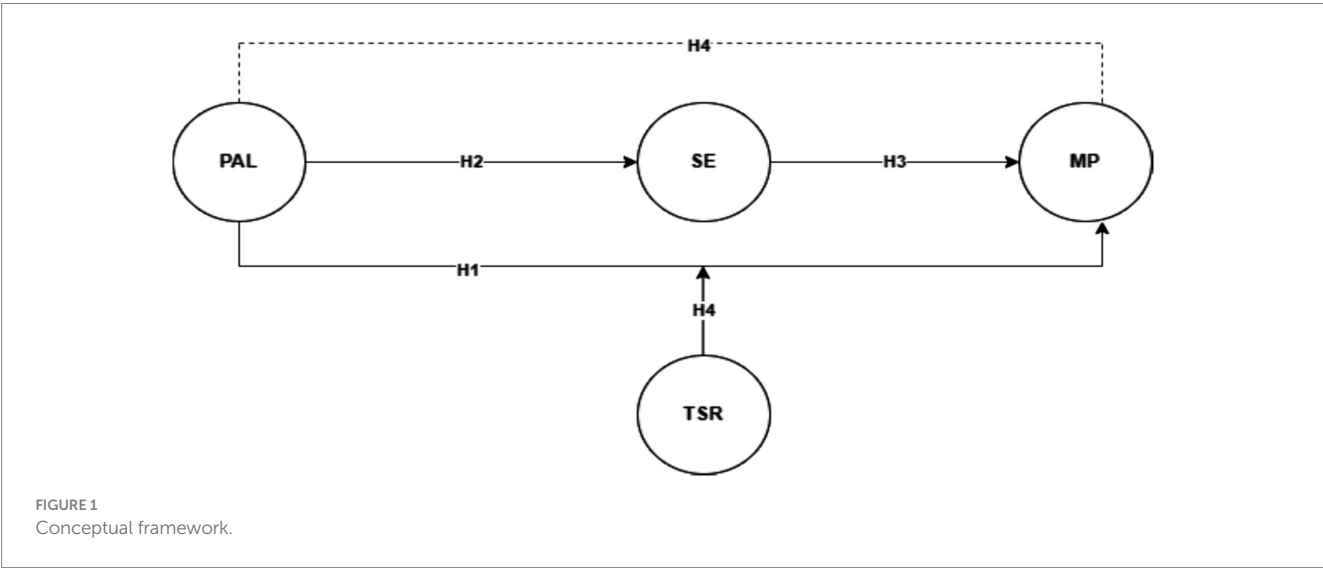 H4
PAL
H2
SE
H3
MP
H1
H4
TSR
FIGURE 1
Conceptual framework.